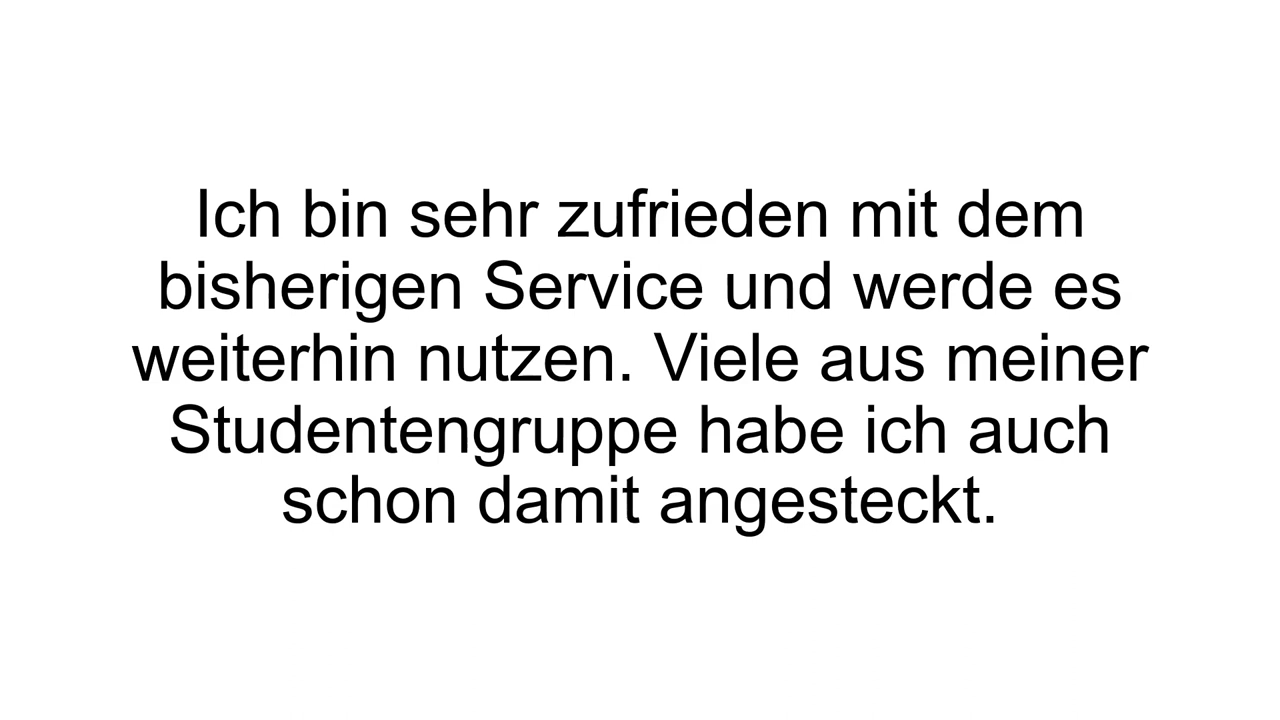 Ich bin sehr zufrieden mit dem
bisherigen Service und werde es
weiterhin nutzen. Viele aus meiner
Studentengruppe habe ich auch
schon damit angesteckt.